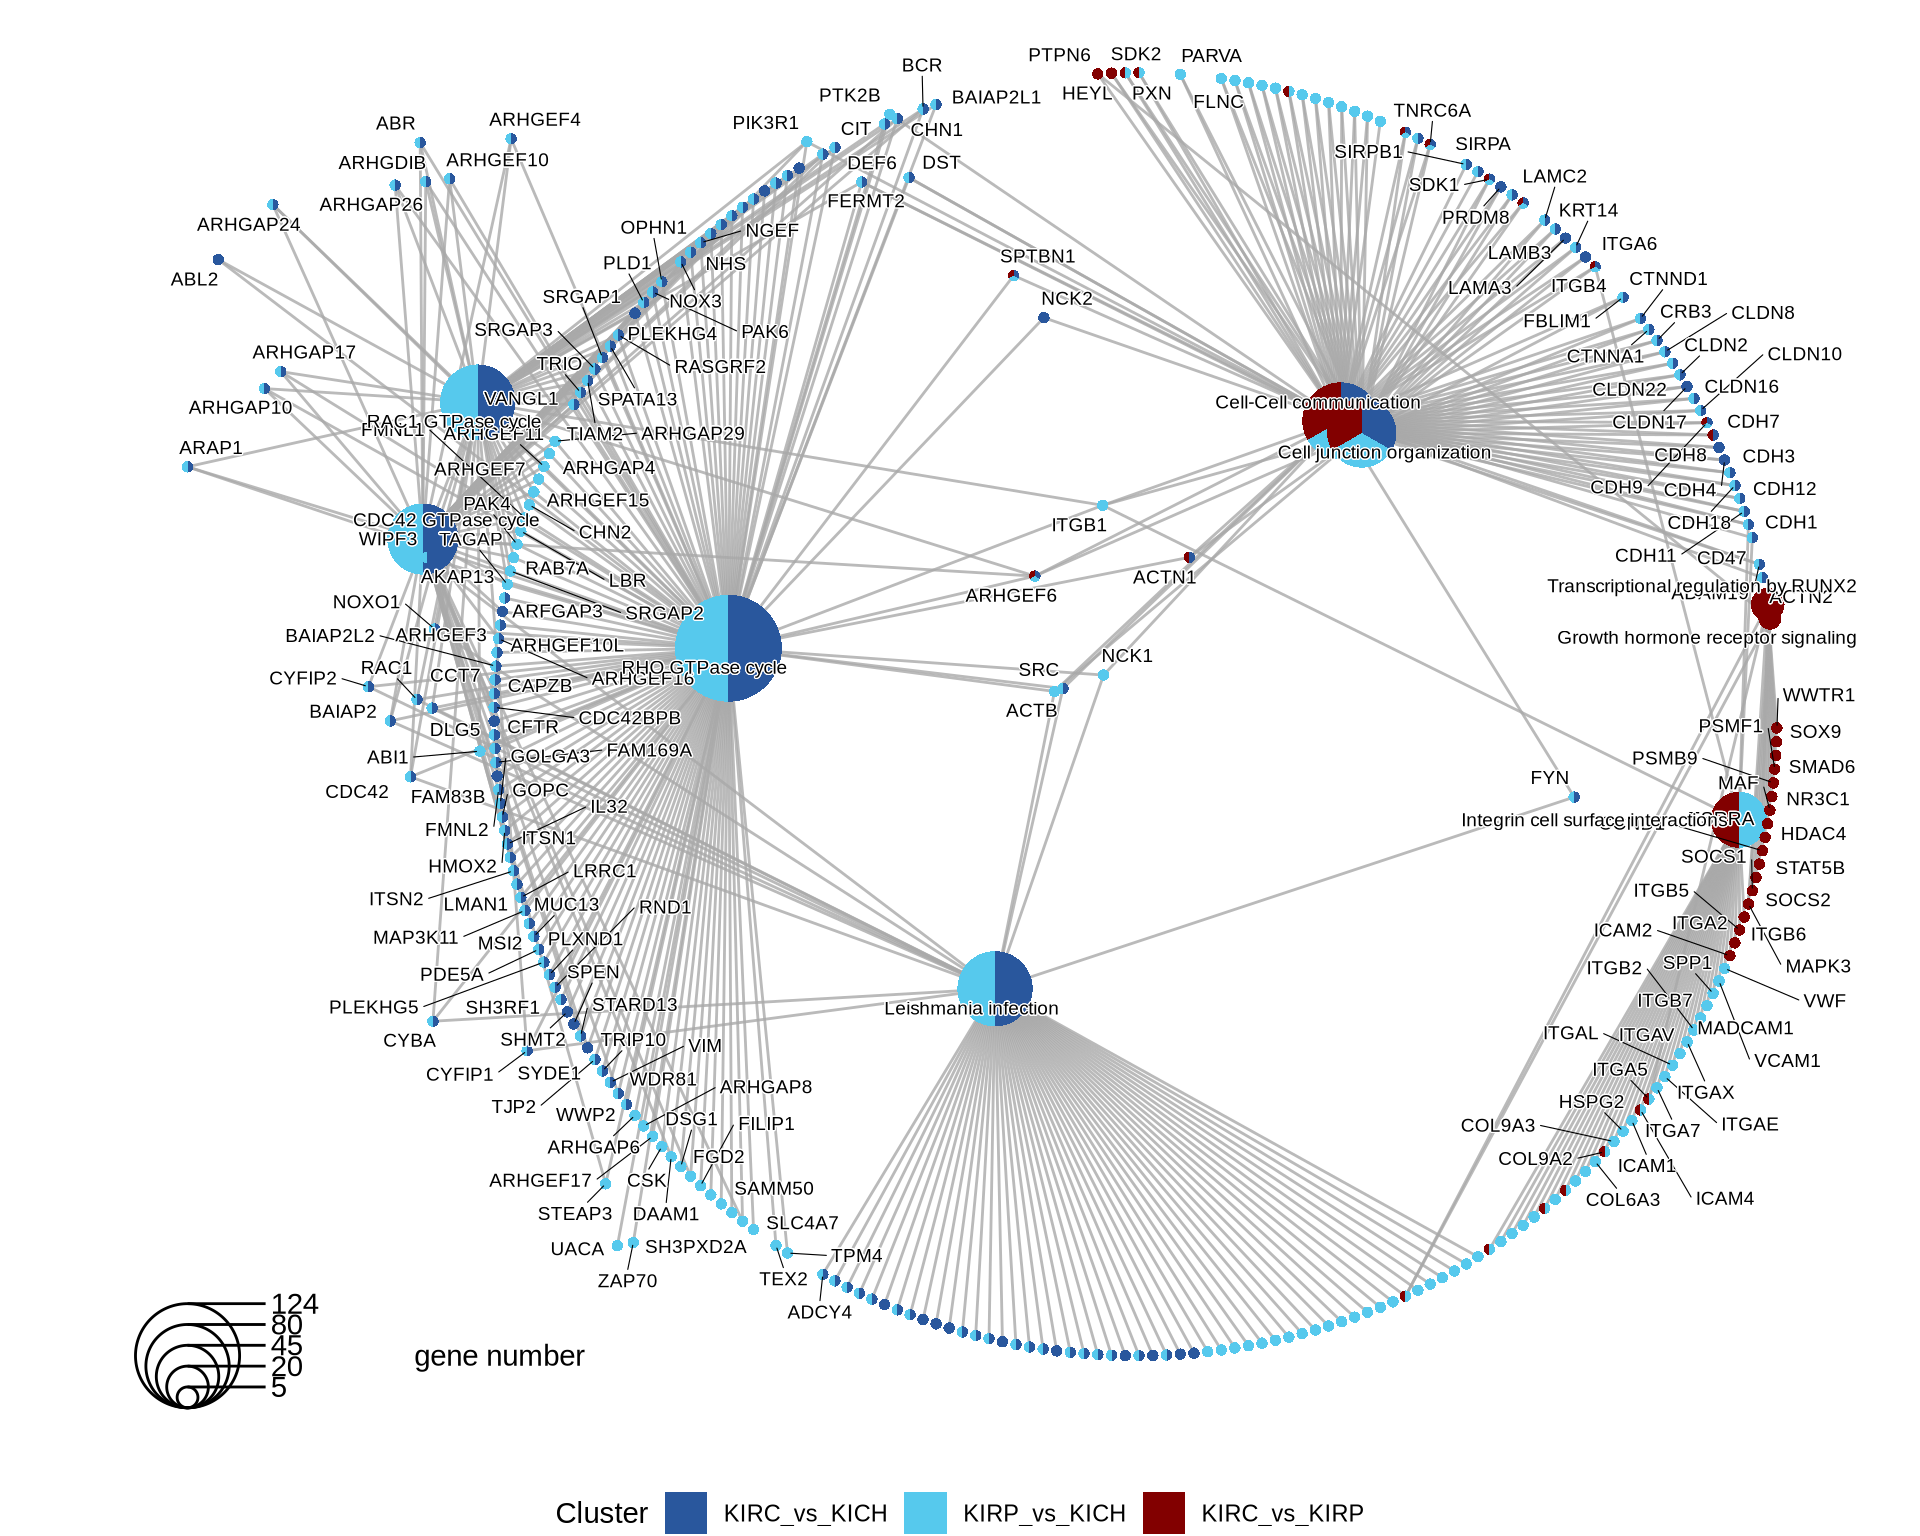 PTPN6
SDK2
PARVA
BCR
PTK2B
BAIAP2L1
HEYL
PXN
FLNC
TNRC6A
ABR
ARHGEF4
PIK3R1
CIT
CHN1
SIRPB1
SIRPA
ARHGDIB
ARHGEF10
DEF6
DST
SDK1
LAMC2
ARHGAP26
FERMT2
PRDM8
KRT14
ARHGAP24
OPHN1
NGEF
LAMB3
ITGA6
ABL2
PLD1
NHS
SPTBN1
LAMA3
ITGB4
CTNND1
SRGAP1
NOX3
NCK2
FBLIM1
CRB3
CLDN8
SRGAP3
PLEKHG4
PAK6
CTNNA1
CLDN2
CLDN10
ARHGAP17
TRIO
RASGRF2
CLDN22
CLDN16
ARHGAP10
VANGL1
SPATA13
Cell-Cell communication
CLDN17
CDH7
RAC1 GTPase cycle
FMNL1
ARHGEF11
TIAM2
ARHGAP29
ARAP1
Cell junction organization
CDH8
CDH3
ARHGEF7
ARHGAP4
CDH9
CDH4
CDH12
PAK4
ARHGEF15
CDC42 GTPase cycle
CHN2
ITGB1
CDH18
CDH1
WIPF3
TAGAP
CDH11
CD47
AKAP13
RAB7A
LBR
ACTN1
Transcriptional regulation by RUNX2
ACTN2
NOXO1
ARFGAP3
SRGAP2
ARHGEF6
BAIAP2L2
ARHGEF3
ARHGEF10L
Growth hormone receptor signaling
RAC1
CCT7
RHO GTPase cycle
SRC
NCK1
CYFIP2
CAPZB
ARHGEF16
WWTR1
BAIAP2
DLG5
CFTR
CDC42BPB
ACTB
PSMF1
SOX9
ABI1
GOLGA3
FAM169A
PSMB9
SMAD6
CDC42
FAM83B
GOPC
FYN
MAF
NR3C1
FMNL2
IL32
Integrin cell surface interactions
HDAC4
ITSN1
HMOX2
SOCS1
STAT5B
ITSN2
LRRC1
ITGB5
SOCS2
LMAN1
MUC13
RND1
ICAM2
ITGA2
ITGB6
MAP3K11
MSI2
PLXND1
ITGB2
SPP1
MAPK3
PDE5A
SPEN
ITGB7
VWF
PLEKHG5
SH3RF1
STARD13
Leishmania infection
CYBA
SHMT2
TRIP10
VIM
ITGAL
ITGAV
MADCAM1
CYFIP1
SYDE1
WDR81
ITGA5
VCAM1
TJP2
WWP2
ARHGAP8
HSPG2
ITGAX
DSG1
FILIP1
COL9A3
ITGA7
ITGAE
ARHGAP6
FGD2
COL9A2
ICAM1
ARHGEF17
CSK
SAMM50
COL6A3
ICAM4
STEAP3
DAAM1
SLC4A7
UACA
SH3PXD2A
TPM4
ZAP70
TEX2
ADCY4
124
80
45
20
5
gene number
Cluster
KIRC_vs_KICH
KIRP_vs_KICH
KIRC_vs_KIRP